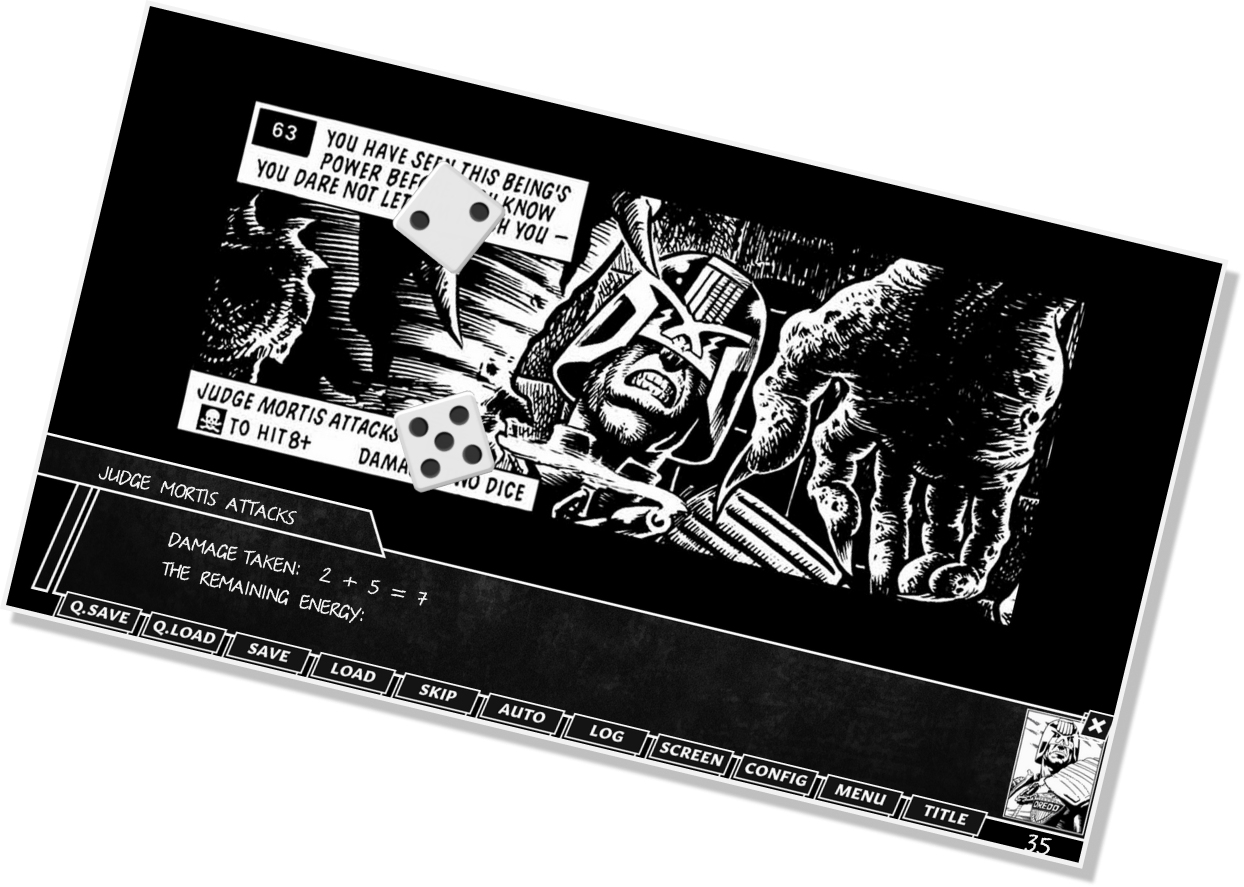 63
YOU HAVE SEEN THIS BEING'S
POWER KNOW
YOU DARE NOT LET YOU –
JUDGE MORTIS ATTACKS
TO HIT 8+ DICE
JUDGE MORTIS ATTACKS
DAMAGE TAKEN: 2 + 5 = 7
THE REMAINING ENERGY:
Q.SAVE
Q.LOAD
SAVE
LOAD
SKIP
AUTO
LOG
SCREEN
CONFIG
MENU
TITLE
DREDD
35